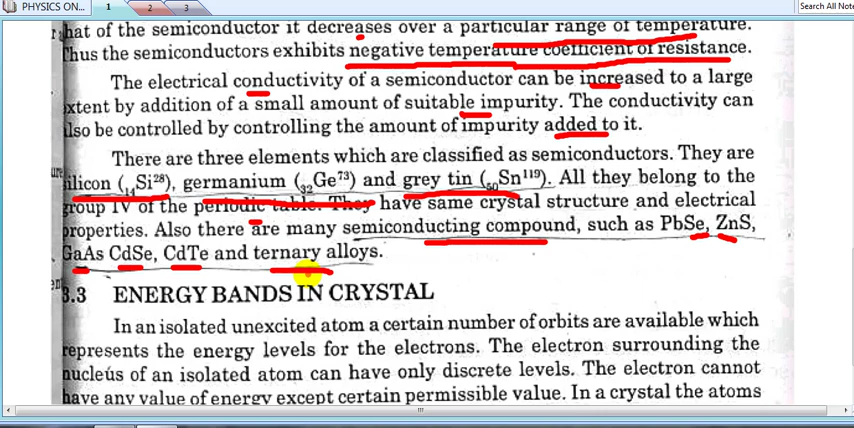 PHYSICS ON...
1
2
3
Search All Note
hat of the semiconductor it decreases over a particular range of temperature.
Thus the semiconductors exhibits negative temperature coefficient of resistance.
The electrical conductivity of a semiconductor can be increased to a large
extent by addition of a small amount of suitable impurity. The conductivity can
also be controlled by controlling the amount of impurity added to it.
There are three elements which are classified as semiconductors. They are
silicon (₁₄Si²⁸), germanium (₃₂Ge⁷³) and grey tin (₅₀Sn¹¹⁹). All they belong to the
group IV of the periodic table. They have same crystal structure and electrical
properties. Also there are many semiconducting compound, such as PbSe, ZnS,
GaAs CdSe, CdTe and ternary alloys.
3.3 ENERGY BANDS IN CRYSTAL
In an isolated unexcited atom a certain number of orbits are available which
represents the energy levels for the electrons. The electron surrounding the
nucleus of an isolated atom can have only discrete levels. The electron cannot
have any value of energy except certain permissible value. In a crystal the atoms